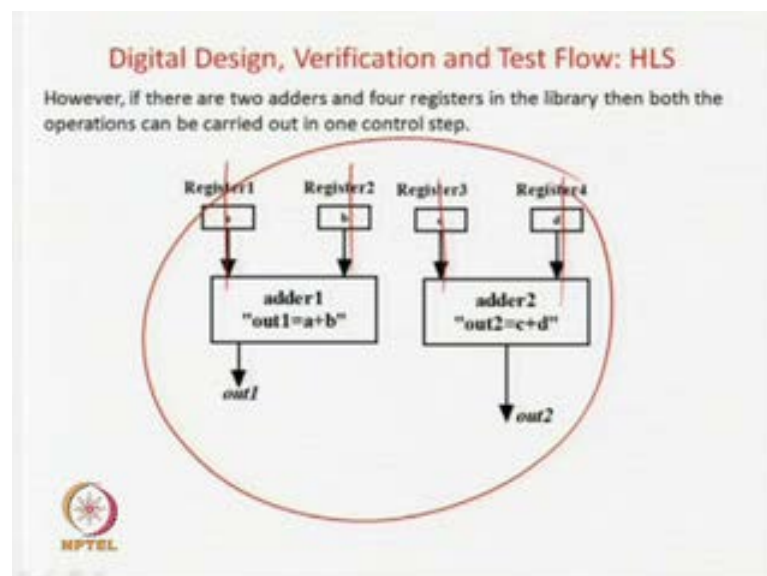 Digital Design, Verification and Test Flow: HLS
However, if there are two adders and four registers in the library then both the
operations can be carried out in one control step.
Register1 Register2 Register3 Register4
a b c d
adder1 adder2
"out1=a+b" "out2=c+d"
out1
out2
NPTEL